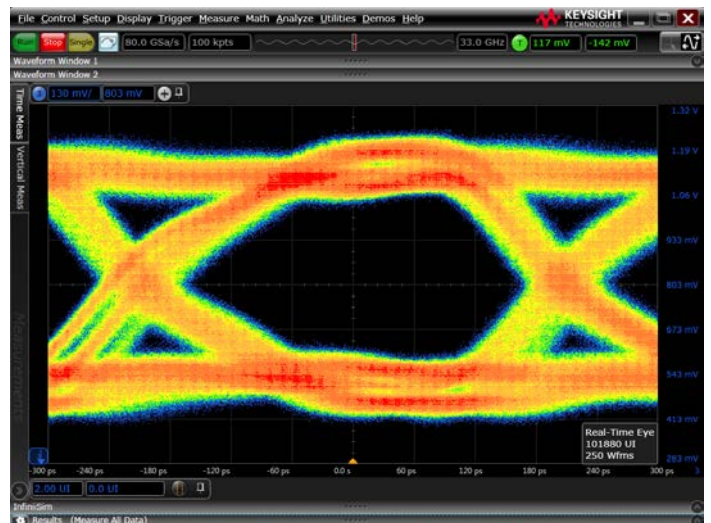 File Control Setup Display Trigger Measure Math Analyze Utilities Demos Help
KEYSIGHT
TECHNOLOGIES
Run Stop Single 80.0 GSa/s 100 kpts 33.0 GHz T 117 mV -142 mV
Waveform Window 1
Waveform Window 2
3 130 mV/ 803 mV
Time Meas
Vertical Meas
Measurements
1.32 V
1.19 V
1.06 V
933 mV
803 mV
673 mV
543 mV
413 mV
283 mV
Real-Time Eye
101880 UI
250 Wfms
-300 ps -240 ps -180 ps -120 ps -60 ps 0.0 s 60 ps 120 ps 180 ps 240 ps 300 ps 3
2.00 UI 0.0 UI
InfiniiSim
Results (Measure All Data)